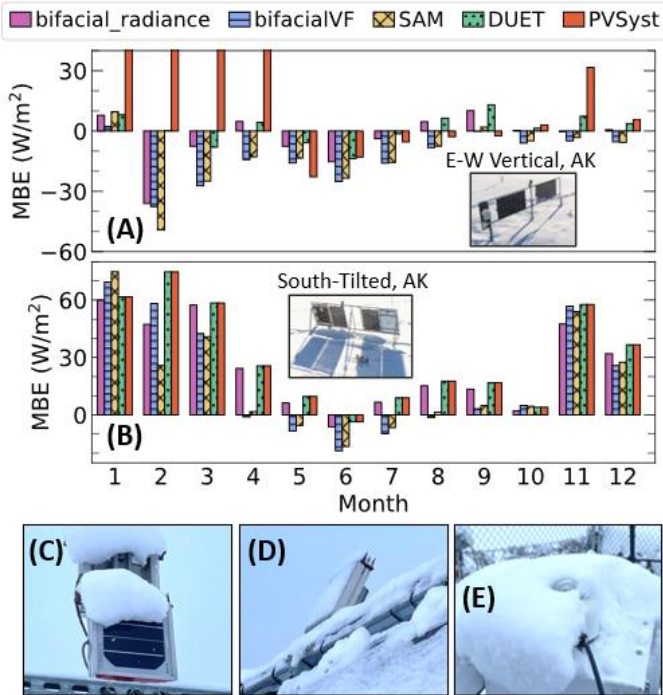 bifacial_radiance bifacialVF SAM DUET PVSyst
MBE (W/m²)
30
0
−30
−60
(A)
E-W Vertical, AK
MBE (W/m²)
60
30
0
(B)
South-Tilted, AK
1 2 3 4 5 6 7 8 9 10 11 12
Month
(C) (D) (E)